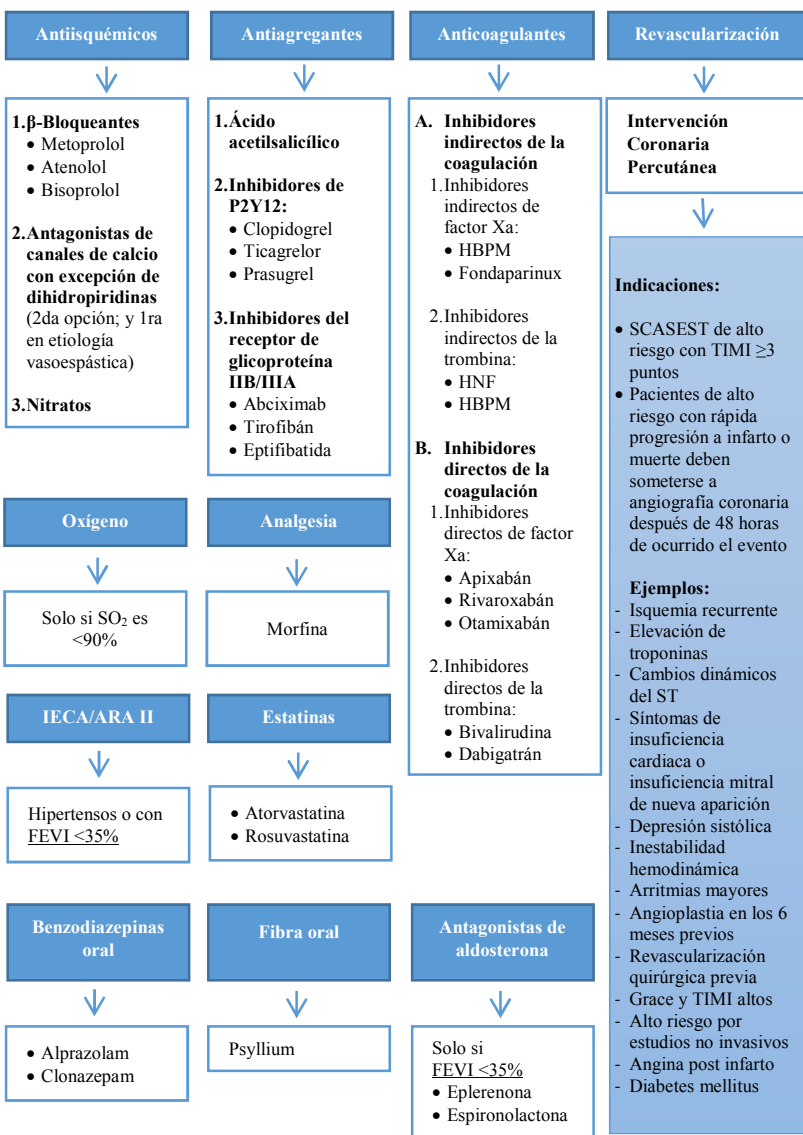 Antiisquémicos
1.β-Bloqueantes
• Metoprolol
• Atenolol
• Bisoprolol
2.Antagonistas de
canales de calcio
con excepción de
dihidropiridinas
(2da opción; y 1ra
en etiología
vasoespástica)
3.Nitratos
Antiagregantes
1.Ácido
acetilsalicílico
2.Inhibidores de
P2Y12:
• Clopidogrel
• Ticagrelor
• Prasugrel
3.Inhibidores del
receptor de
glicoproteína
IIB/IIIA
• Abciximab
• Tirofibán
• Eptifibatida
Anticoagulantes
A. Inhibidores
indirectos de la
coagulación
1.Inhibidores
indirectos de
factor Xa:
• HBPM
• Fondaparinux
2.Inhibidores
indirectos de la
trombina:
• HNF
• HBPM
B. Inhibidores
directos de la
coagulación
1.Inhibidores
directos de factor
Xa:
• Apixabán
• Rivaroxabán
• Otamixabán
2.Inhibidores
directos de la
trombina:
• Bivalirudina
• Dabigatrán
Revascularización
Intervención
Coronaria
Percutánea
Indicaciones:
• SCASEST de alto
riesgo con TIMI ≥3
puntos
• Pacientes de alto
riesgo con rápida
progresión a infarto o
muerte deben
someterse a
angiografía coronaria
después de 48 horas
de ocurrido el evento
Ejemplos:
- Isquemia recurrente
- Elevación de
troponinas
- Cambios dinámicos
del ST
- Síntomas de
insuficiencia
cardiaca o
insuficiencia mitral
de nueva aparición
- Depresión sistólica
- Inestabilidad
hemodinámica
- Arritmias mayores
- Angioplastia en los 6
meses previos
- Revascularización
quirúrgica previa
- Grace y TIMI altos
- Alto riesgo por
estudios no invasivos
- Angina post infarto
- Diabetes mellitus
Oxígeno
Solo si SO₂ es
<90%
Analgesia
Morfina
IECA/ARA II
Hipertensos o con
FEVI <35%
Estatinas
• Atorvastatina
• Rosuvastatina
Benzodiazepinas
oral
• Alprazolam
• Clonazepam
Fibra oral
Psyllium
Antagonistas de
aldosterona
Solo si
FEVI <35%
• Eplerenona
• Espironolactona